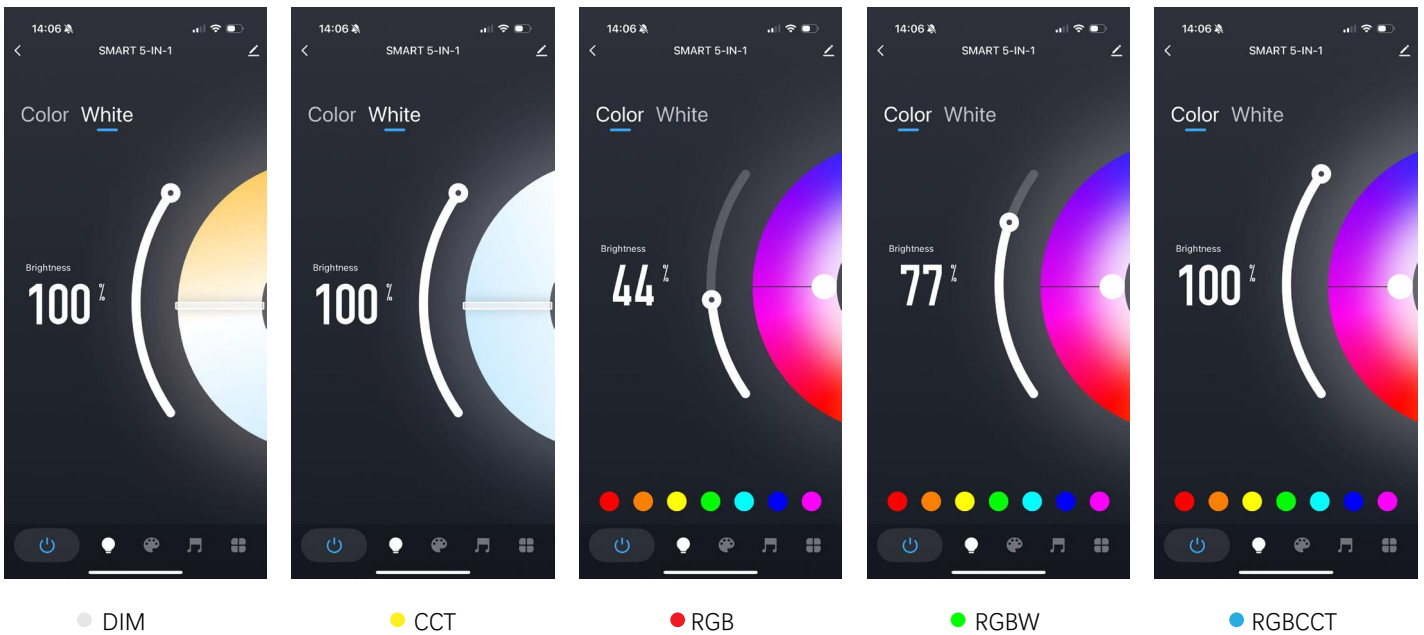 14:06
SMART 5-IN-1
Color White
Brightness
100 %
DIM
14:06
SMART 5-IN-1
Color White
Brightness
100 %
CCT
14:06
SMART 5-IN-1
Color White
Brightness
44 %
RGB
14:06
SMART 5-IN-1
Color White
Brightness
77 %
RGBW
14:06
SMART 5-IN-1
Color White
Brightness
100 %
RGBCCT